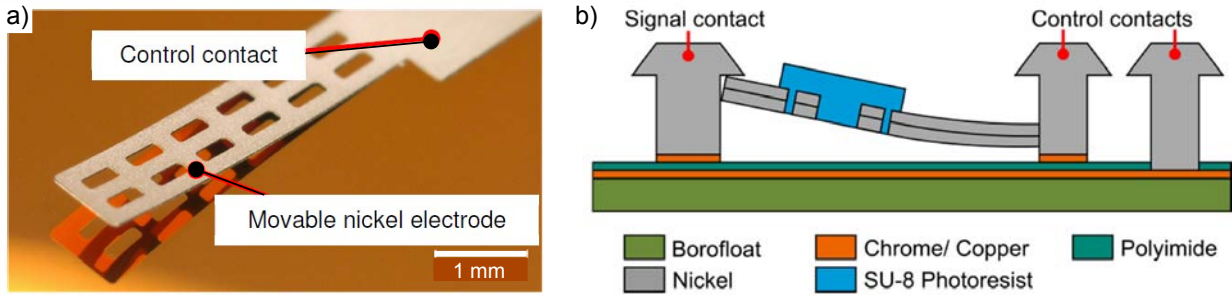 a)
Control contact
Movable nickel electrode
1 mm
b)
Signal contact
Control contacts
Borofloat
Chrome/ Copper
Polyimide
Nickel
SU-8 Photoresist